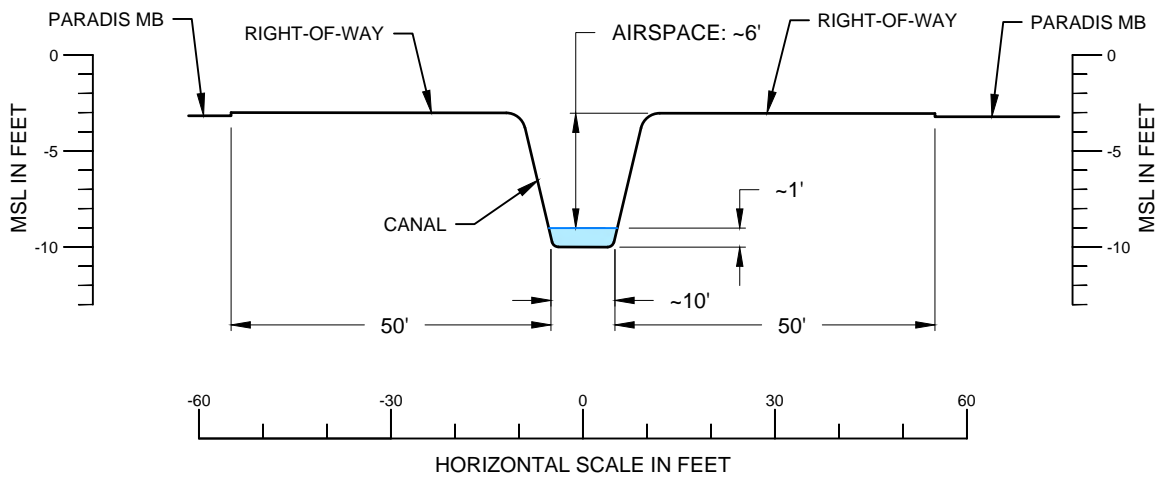 PARADIS MB
RIGHT-OF-WAY
AIRSPACE: ~6'
RIGHT-OF-WAY
PARADIS MB
0
0
-5
-5
MSL IN FEET
MSL IN FEET
~1'
CANAL
-10
-10
~10'
50'
50'
-60
-30
0
30
60
HORIZONTAL SCALE IN FEET